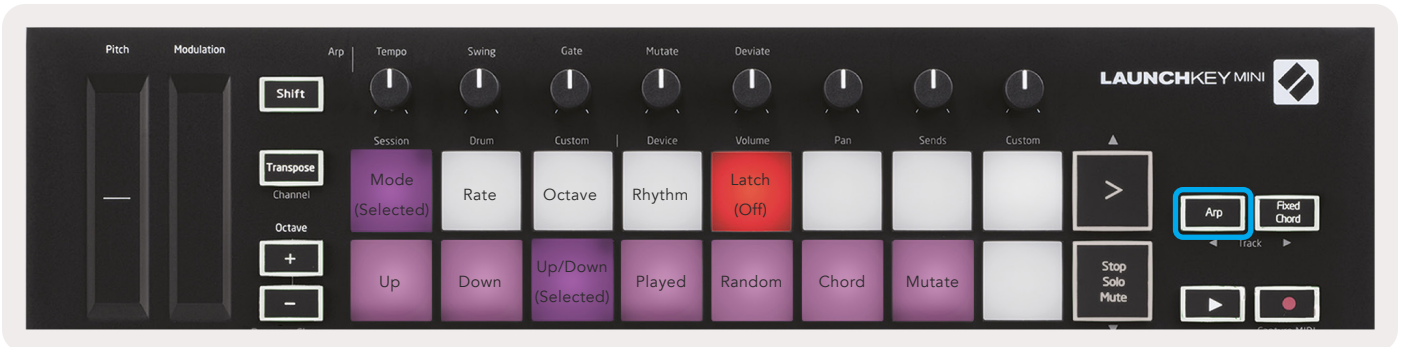 Pitch
Modulation
Arp
Tempo
Swing
Gate
Mutate
Deviate
Shift
LAUNCHKEY MINI
Session
Drum
Custom
Device
Volume
Pan
Sends
Custom
Transpose
Channel
Mode
(Selected)
Rate
Octave
Rhythm
Latch
(Off)
>
Arp
Fixed
Chord
Track
Octave
+
−
Up
Down
Up/Down
(Selected)
Played
Random
Chord
Mutate
Stop
Solo
Mute